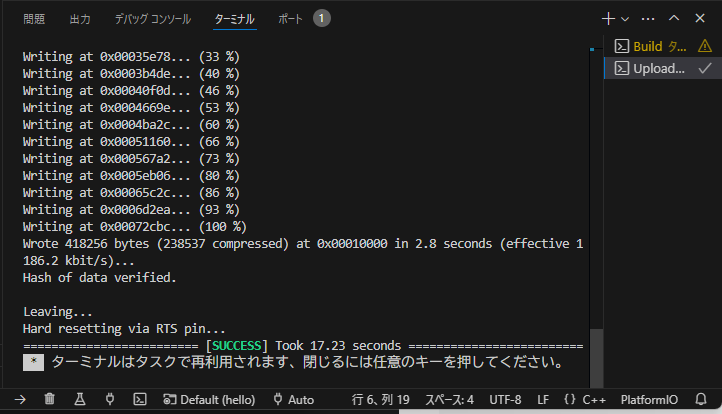 問題 出力 デバッグ コンソール ターミナル ポート 1
Writing at 0x00035e78... (33 %)
Writing at 0x0003b4de... (40 %)
Writing at 0x00040f0d... (46 %)
Writing at 0x0004669e... (53 %)
Writing at 0x0004ba2c... (60 %)
Writing at 0x00051160... (66 %)
Writing at 0x000567a2... (73 %)
Writing at 0x0005eb06... (80 %)
Writing at 0x00065c2c... (86 %)
Writing at 0x0006d2ea... (93 %)
Writing at 0x00072cbc... (100 %)
Wrote 418256 bytes (238537 compressed) at 0x00010000 in 2.8 seconds (effective 1
186.2 kbit/s)...
Hash of data verified.
Leaving...
Hard resetting via RTS pin...
========================= [SUCCESS] Took 17.23 seconds =========================
* ターミナルはタスクで再利用されます、閉じるには任意のキーを押してください。
Build タ...
Upload...
Default (hello) Auto 行 6、列 19 スペース: 4 UTF-8 LF {} C++ PlatformIO